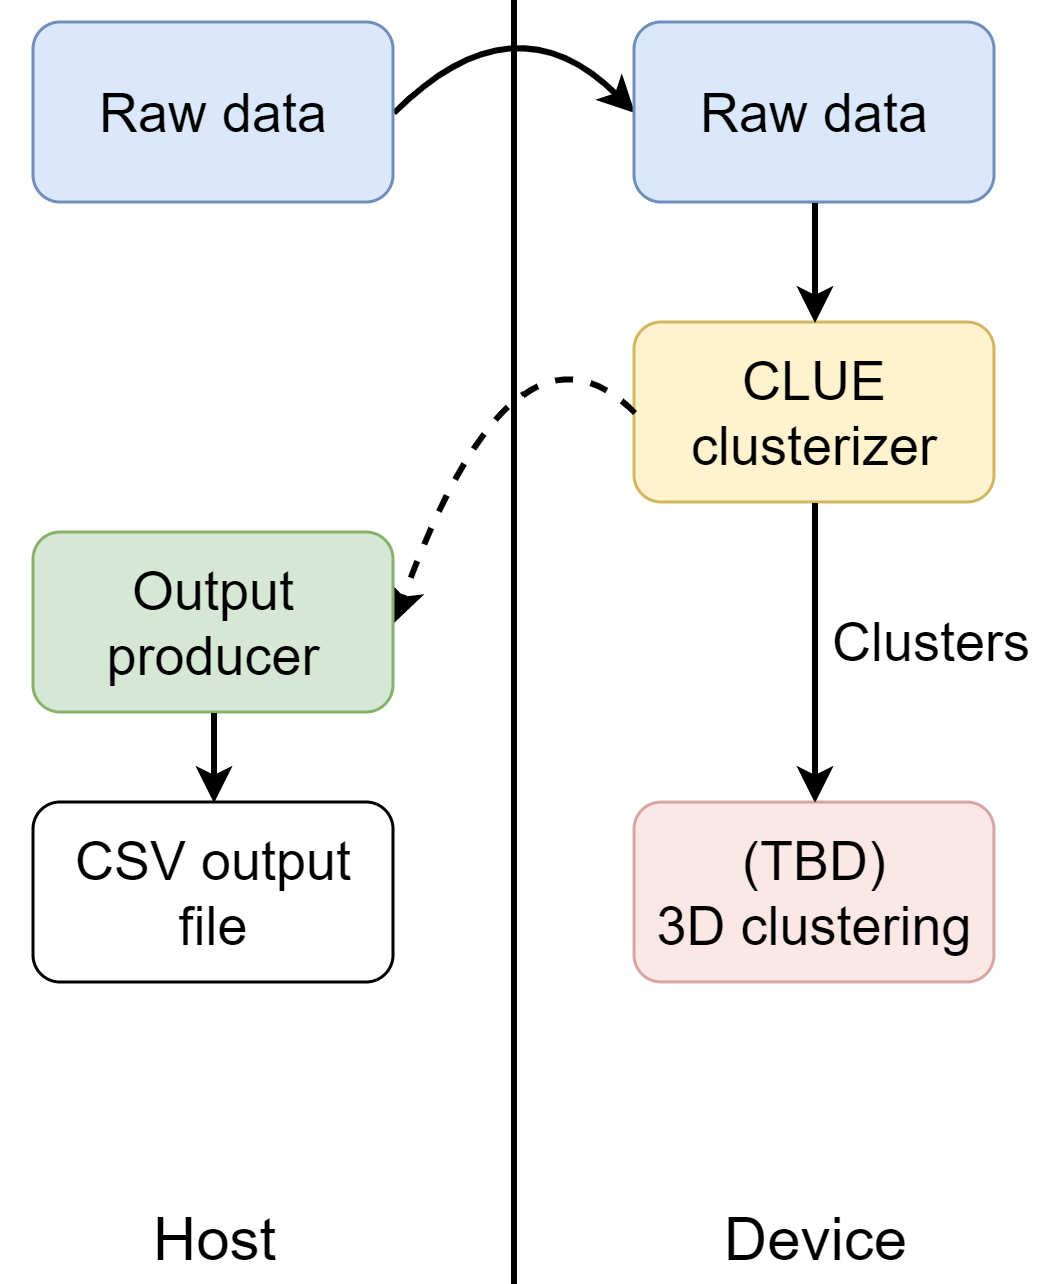 Raw data
Raw data
CLUE
clusterizer
Output
producer
Clusters
CSV output
file
(TBD)
3D clustering
Host
Device